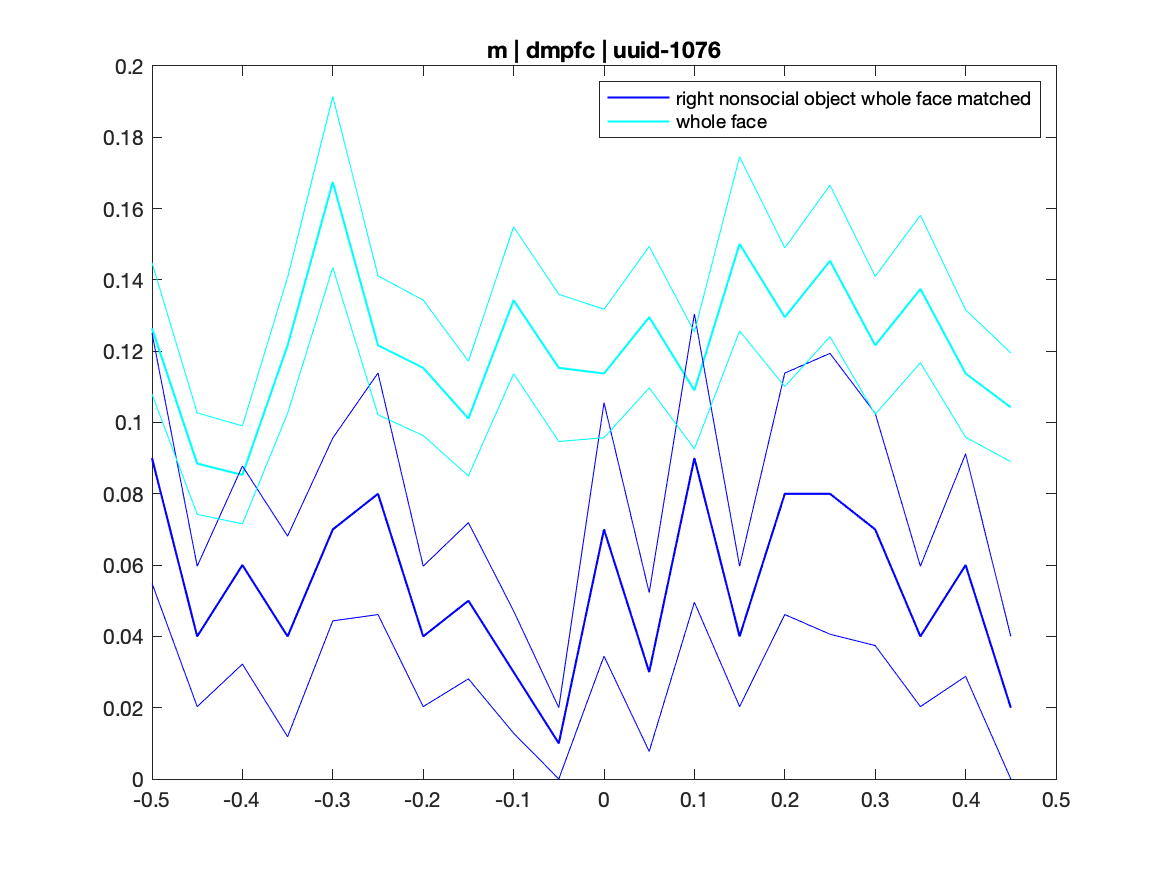 m | dmpfc | uuid-1076
right nonsocial object whole face matched
whole face
0.2
0.18
0.16
0.14
0.12
0.1
0.08
0.06
0.04
0.02
0
-0.5 -0.4 -0.3 -0.2 -0.1 0 0.1 0.2 0.3 0.4 0.5